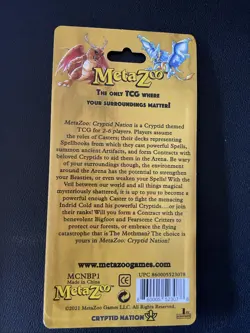 MetaZoo
The only TCG where
your surroundings matter!
MetaZoo: Cryptid Nation is a Cryptid themed
TCG for 2-6 players. Players assume
the roles of Casters; their decks representing
Spellbooks from which they cast powerful Spells,
summon ancient Artifacts, and form Contracts with
beloved Cryptids to aid them in the Arena. Be wary
of your surroundings though, the environment
around the Arena has the potential to strengthen
your Beasties, or even weaken your Spells! With the
Veil between our world and all things magical
mysteriously shattered, it is up to you to become a
powerful enough Caster to fight the menacing
Indrid Cold and his powerful Cryptids....or join
their ranks! Will you form a Contract with the
benevolent Bigfoot and Fearsome Critters to
protect our forests, or embrace the flying
catastrophe that is The Mothman? The choice is
yours in MetaZoo: Cryptid Nation!
www.metazoogames.com
MCNBP1
Made in China
UPC 860005523078
MetaZoo
©2021 MetaZoo Games LLC. All Rights Reserved.
CRYPTID NATION